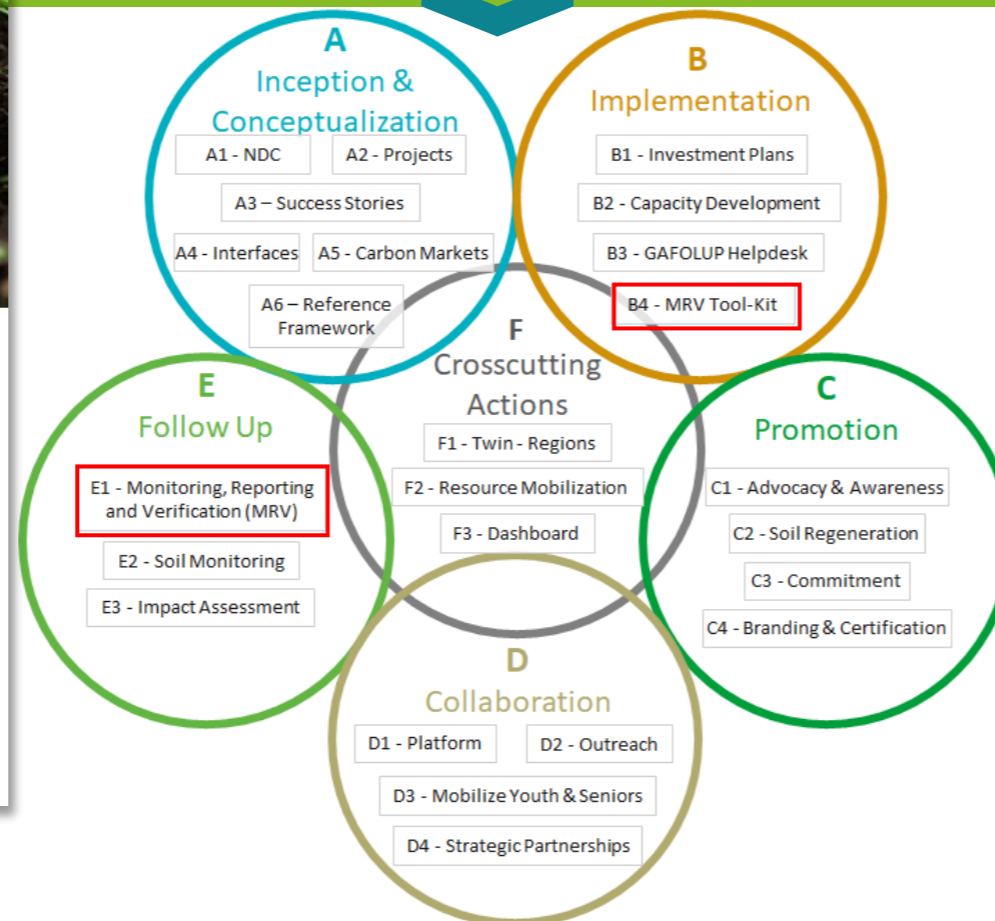 A
Inception &
Conceptualization
A1 - NDC
A2 - Projects
A3 – Success Stories
A4 - Interfaces
A5 - Carbon Markets
A6 – Reference
Framework
B
Implementation
B1 - Investment Plans
B2 - Capacity Development
B3 - GAFOLUP Helpdesk
B4 - MRV Tool-Kit
F
Crosscutting
Actions
F1 - Twin - Regions
F2 - Resource Mobilization
F3 - Dashboard
E
Follow Up
E1 - Monitoring, Reporting
and Verification (MRV)
E2 - Soil Monitoring
E3 - Impact Assessment
C
Promotion
C1 - Advocacy & Awareness
C2 - Soil Regeneration
C3 - Commitment
C4 - Branding & Certification
D
Collaboration
D1 - Platform
D2 - Outreach
D3 - Mobilize Youth & Seniors
D4 - Strategic Partnerships